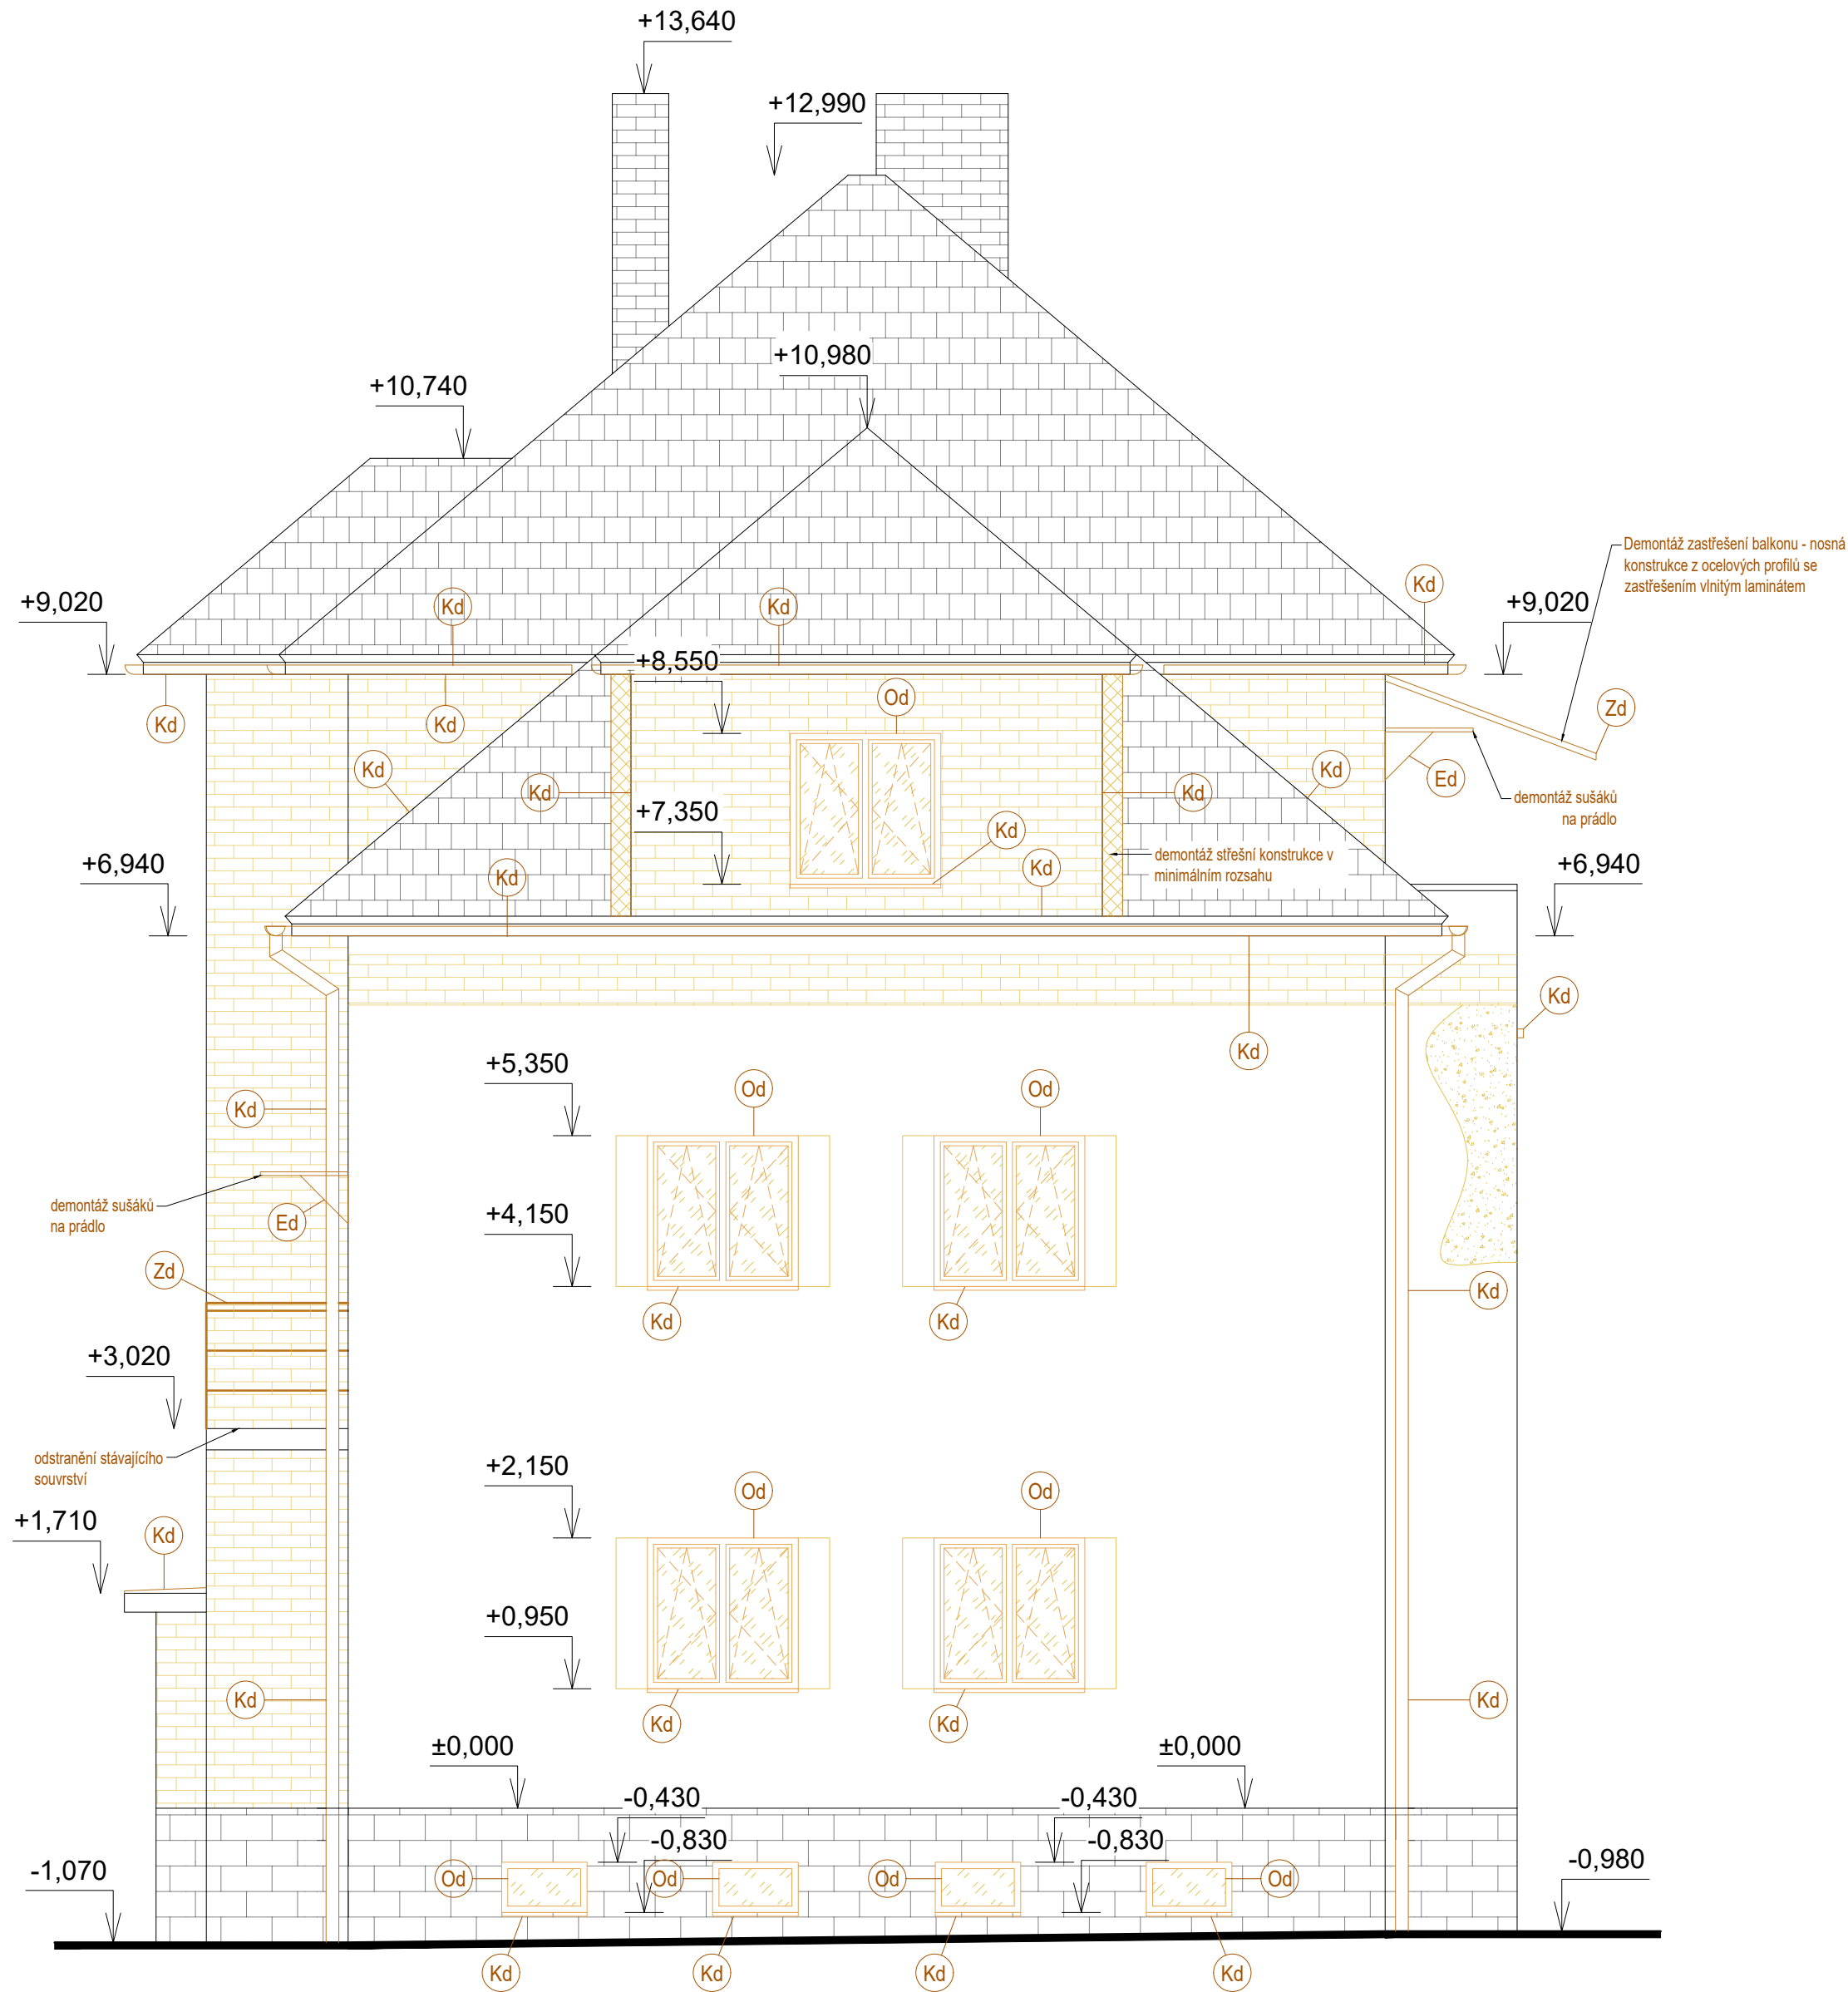 +13,640
+12,990
+10,980
+10,740
Demontáž zastřešení balkonu - nosná
konstrukce z ocelových profilů se
zastřešením vlnitým laminátem
Kd
Kd
Kd
+9,020
+9,020
+8,550
Od
Zd
Kd
Kd
Kd
Kd
Ed
Kd
Kd
demontáž sušáků
na prádlo
+7,350
Kd
demontáž střešní konstrukce v
minimálním rozsahu
Kd
Kd
+6,940
+6,940
Kd
Kd
+5,350
Od
Od
Kd
demontáž sušáků
na prádlo
+4,150
Ed
Zd
Kd
Kd
Kd
+3,020
odstranění stávajícího
souvrství
+2,150
Od
Od
+1,710
Kd
+0,950
Kd
Kd
Kd
Kd
±0,000
±0,000
-0,430
-0,430
-0,830
-0,830
-1,070
Od
Od
Od
Od
-0,980
Kd
Kd
Kd
Kd